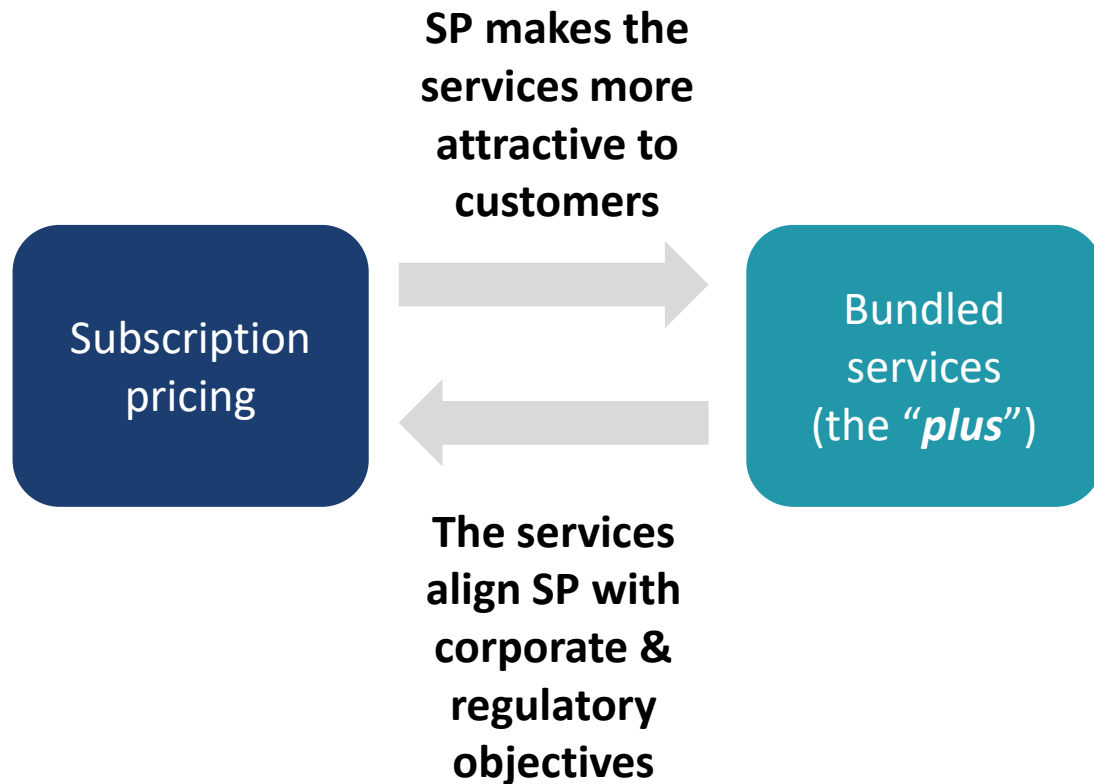 SP makes the
services more
attractive to
customers
Subscription
pricing
Bundled
services
(the “plus”)
The services
align SP with
corporate &
regulatory
objectives